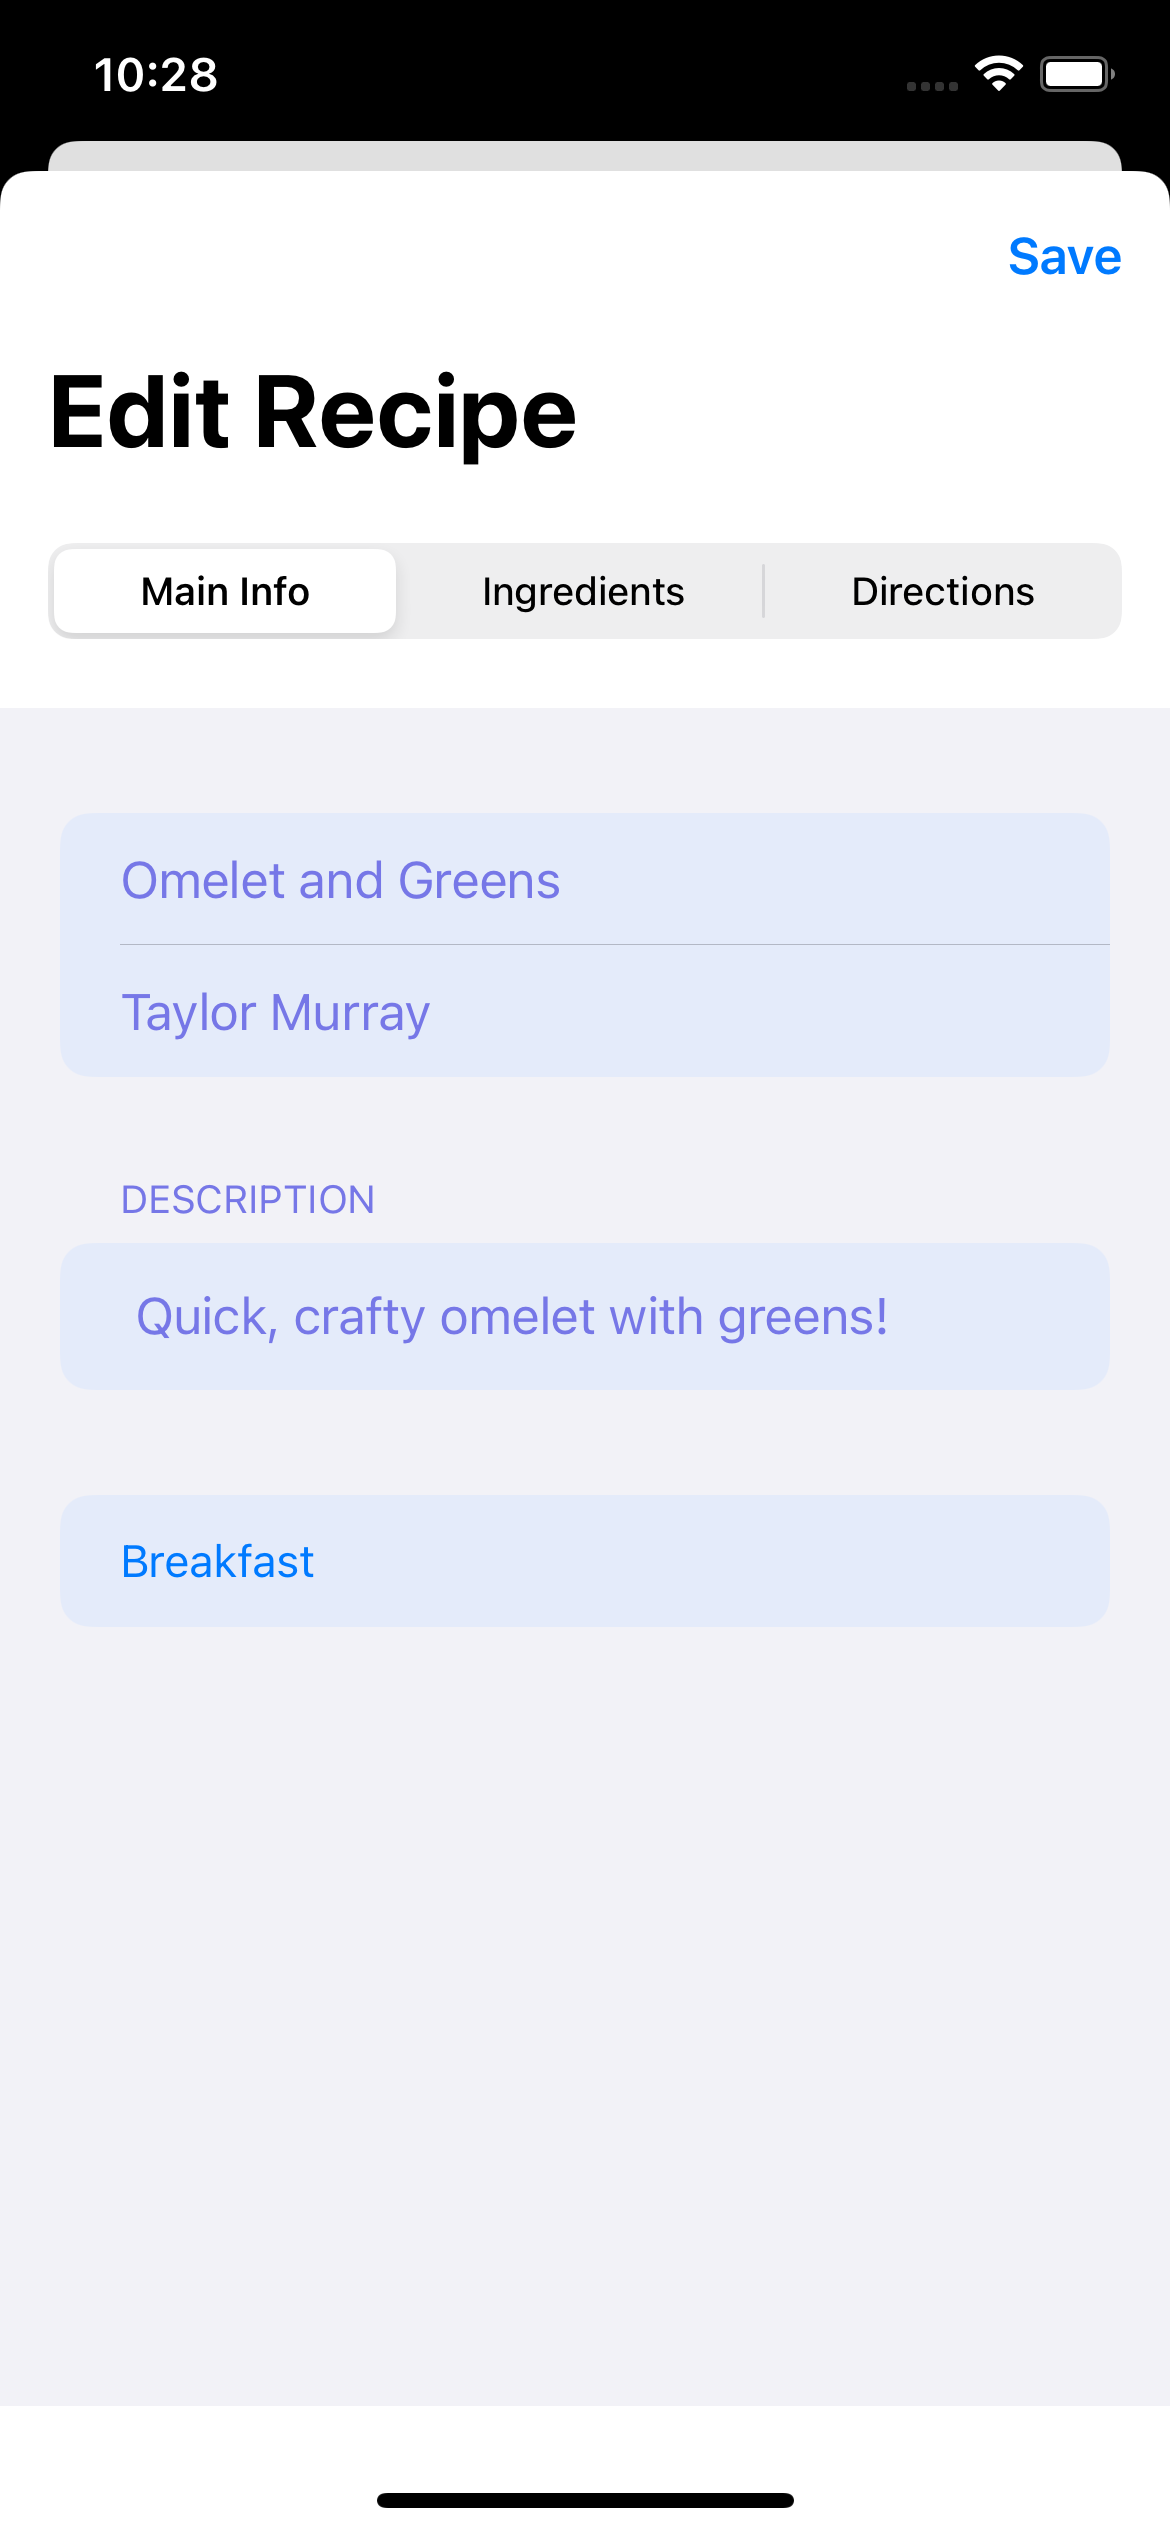 10:28
Save
Edit Recipe
Main Info
Ingredients
Directions
Omelet and Greens
Taylor Murray
DESCRIPTION
Quick, crafty omelet with greens!
Breakfast